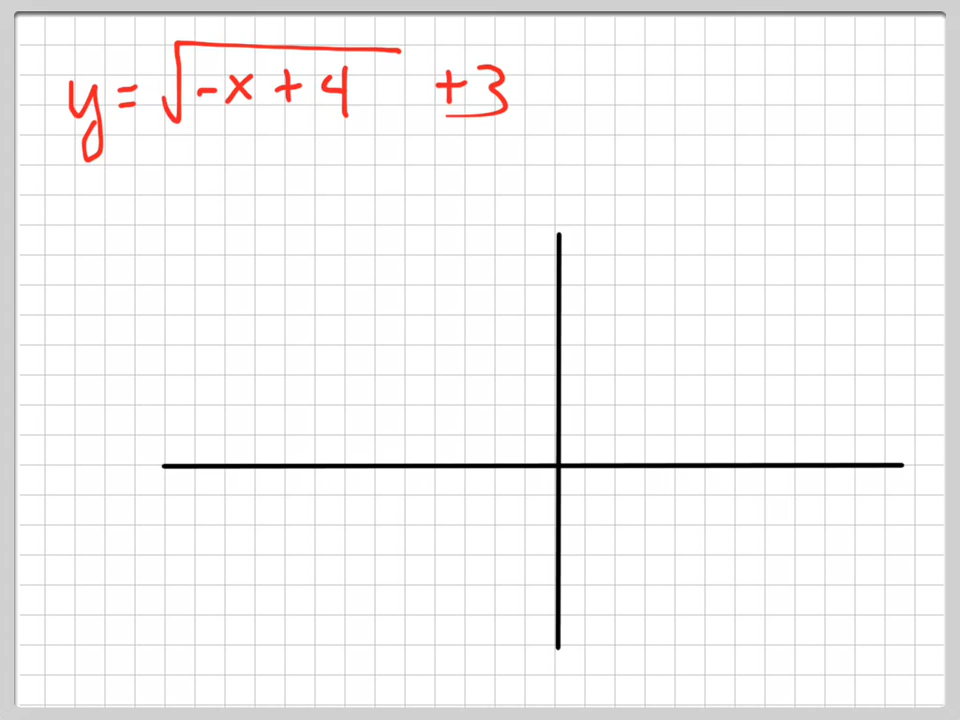 y = √(-x + 4) +3